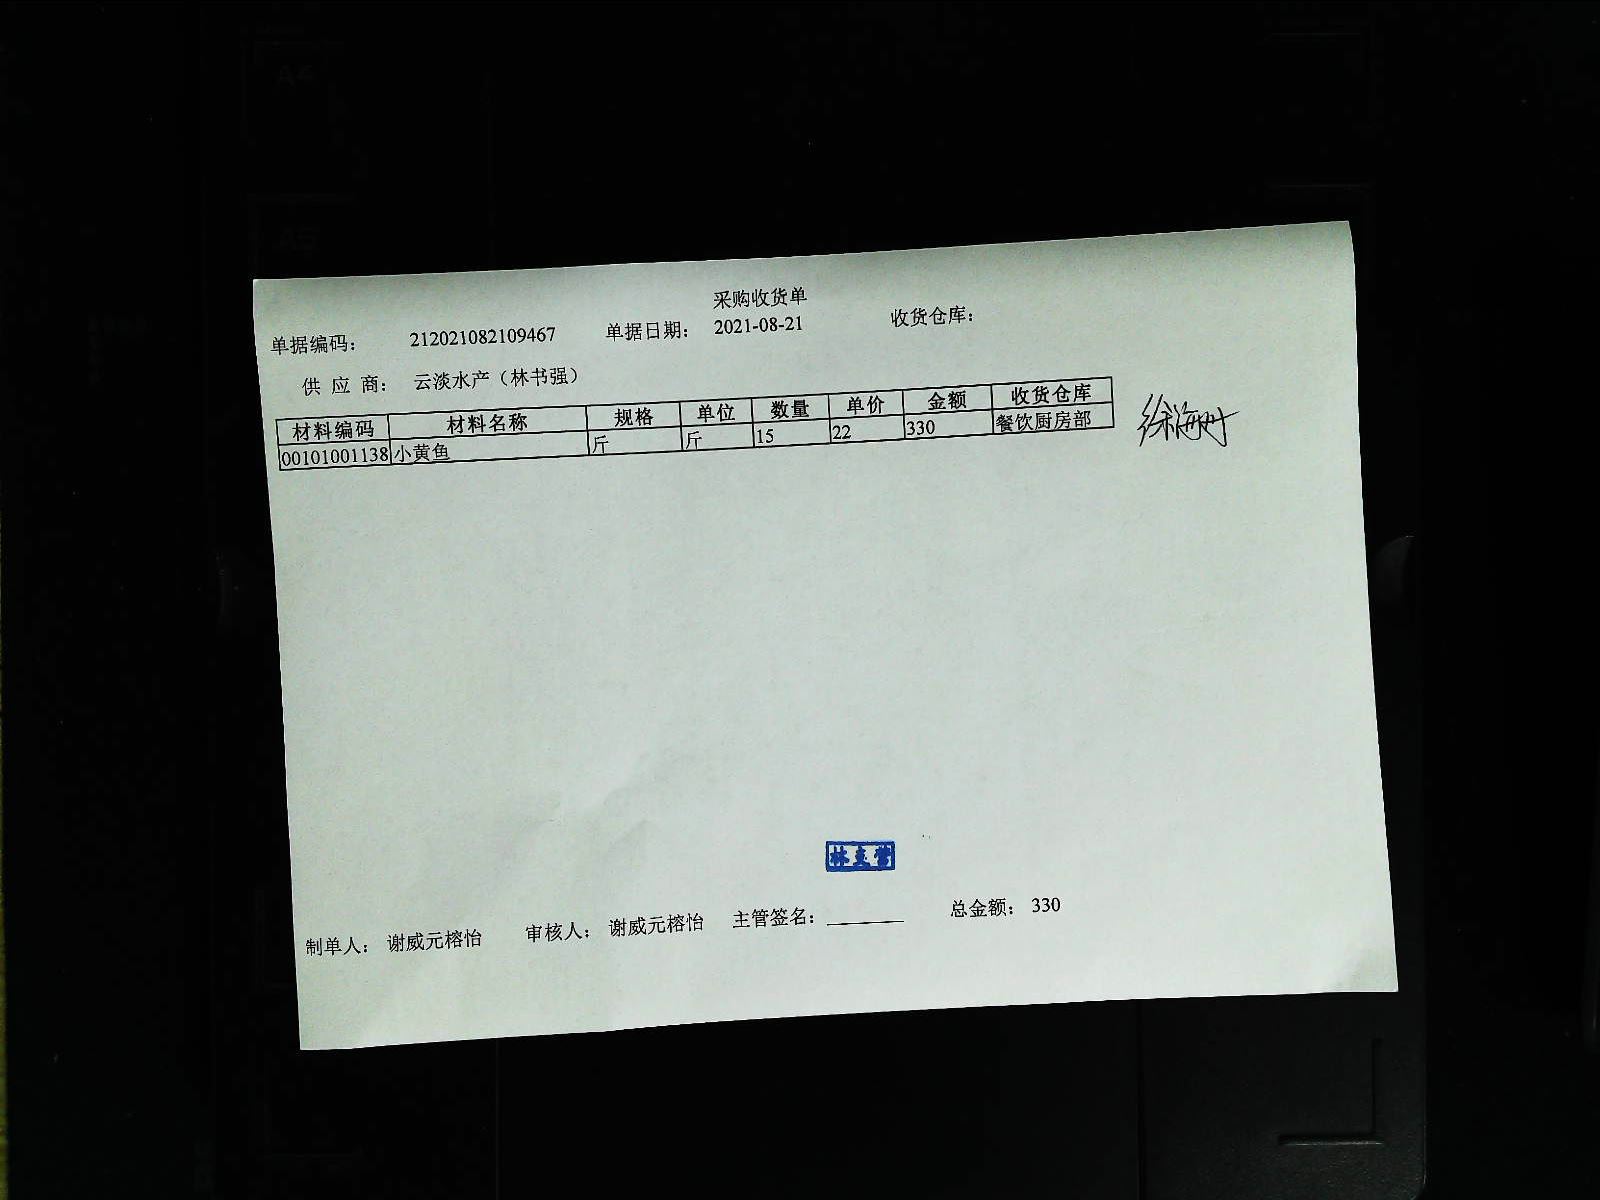 A4
A5
采购收货单
单据编码： 212021082109467 单据日期： 2021-08-21 收货仓库：
供 应 商： 云淡水产（林书强）
材料编码 材料名称 规格 单位 数量 单价 金额 收货仓库
00101001138 小黄鱼 斤 斤 15 22 330 餐饮厨房部
制单人： 谢威元榕怡 审核人： 谢威元榕怡 主管签名： 总金额： 330